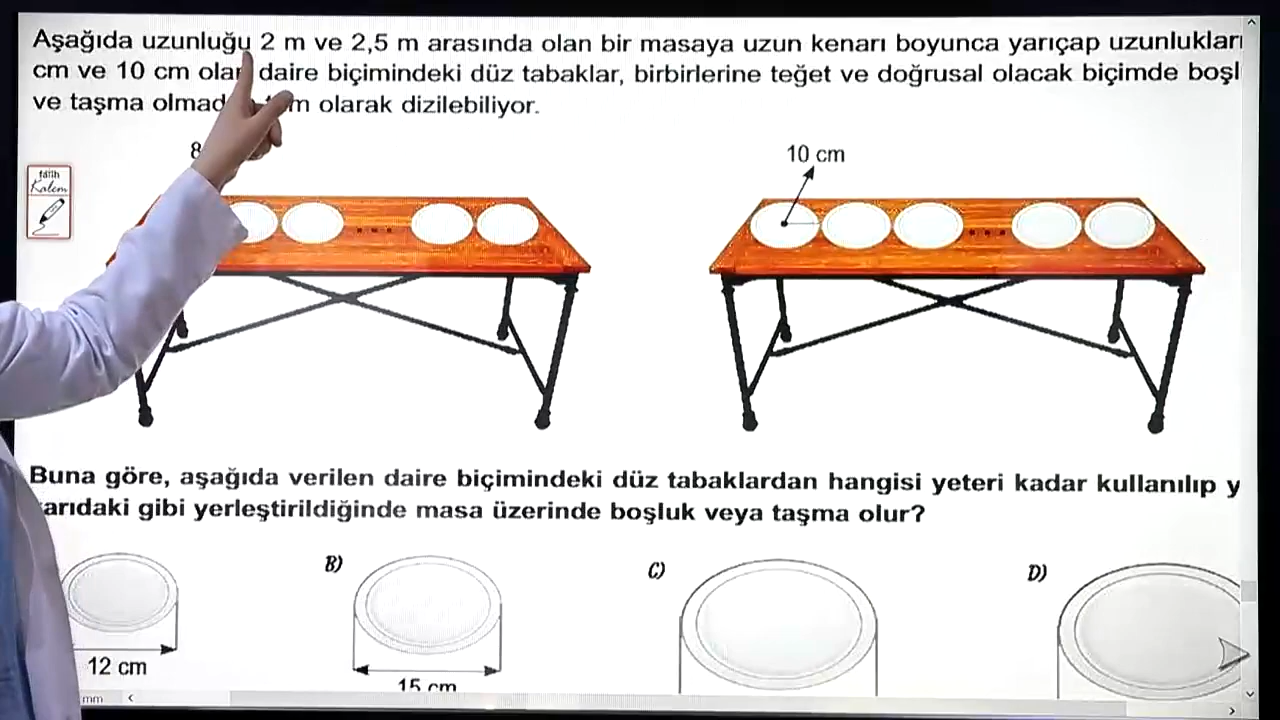 Aşağıda uzunluğu 2 m ve 2,5 m arasında olan bir masaya uzun kenarı boyunca yarıçap uzunlukları
cm ve 10 cm olan daire biçimindeki düz tabaklar, birbirlerine teğet ve doğrusal olacak biçimde boşl
ve taşma olmad olarak dizilebiliyor.
8
10 cm
fatih
Kalem
Buna göre, aşağıda verilen daire biçimindeki düz tabaklardan hangisi yeteri kadar kullanılıp y
arıdaki gibi yerleştirildiğinde masa üzerinde boşluk veya taşma olur?
B)
C)
D)
12 cm
15 cm
mm